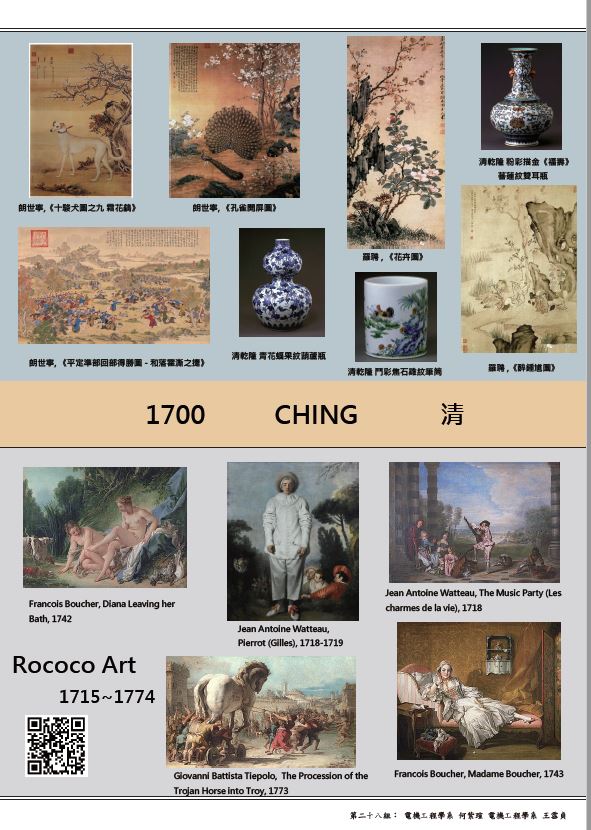 朗世寧,《十駿犬圖之九 霜花鷂》
朗世寧,《孔雀開屏圖》
羅聘,《花卉圖》
清乾隆 粉彩描金《福壽》
蕃蓮紋雙耳瓶
朗世寧,《平定準部回部得勝圖-和落霍澌之捷》
清乾隆 青花蝠果紋葫蘆瓶
清乾隆 鬥彩焦石雞紋筆筒
羅聘,《醉鍾馗圖》
1700 CHING 清
Francois Boucher, Diana Leaving her
Bath, 1742
Jean Antoine Watteau,
Pierrot (Gilles), 1718-1719
Jean Antoine Watteau, The Music Party (Les
charmes de la vie), 1718
Rococo Art
1715~1774
Giovanni Battista Tiepolo, The Procession of the
Trojan Horse into Troy, 1773
Francois Boucher, Madame Boucher, 1743
第二十八組: 電機工程學系 何紫瑄 電機工程學系 王霑貞